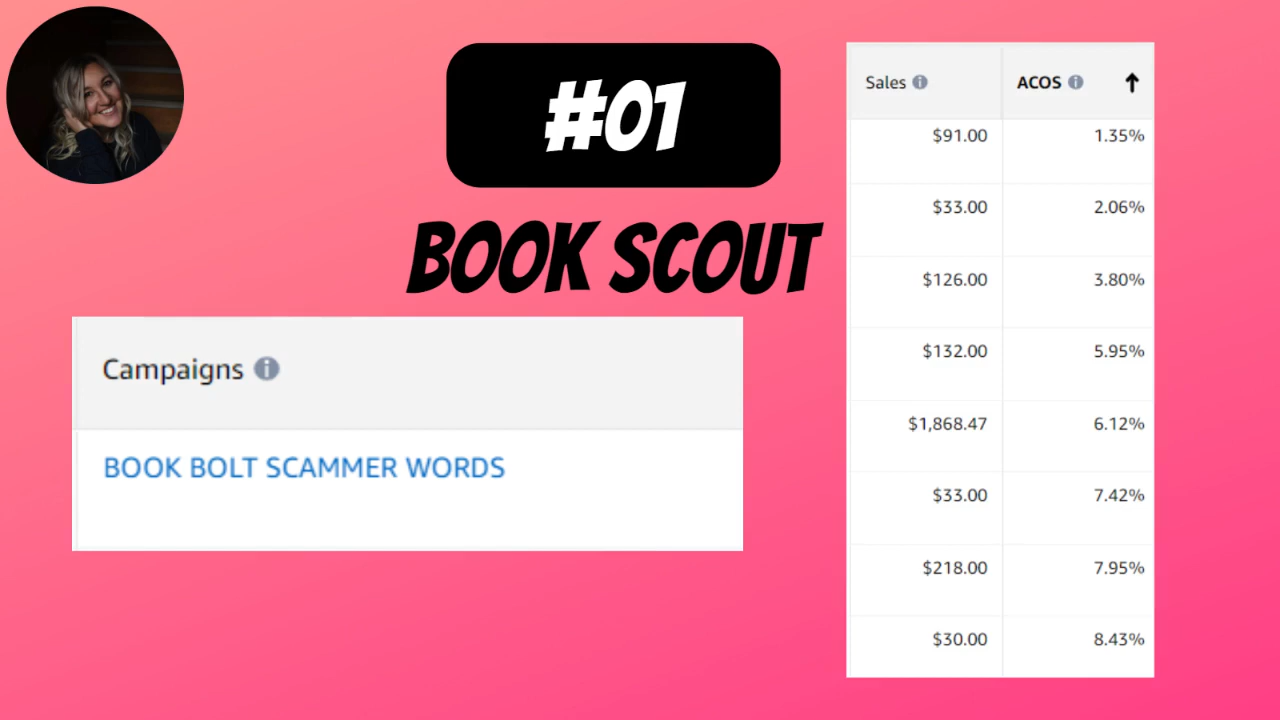 #01
BOOK SCOUT
Campaigns
BOOK BOLT SCAMMER WORDS
Sales ACOS
$91.00 1.35%
$33.00 2.06%
$126.00 3.80%
$132.00 5.95%
$1,868.47 6.12%
$33.00 7.42%
$218.00 7.95%
$30.00 8.43%